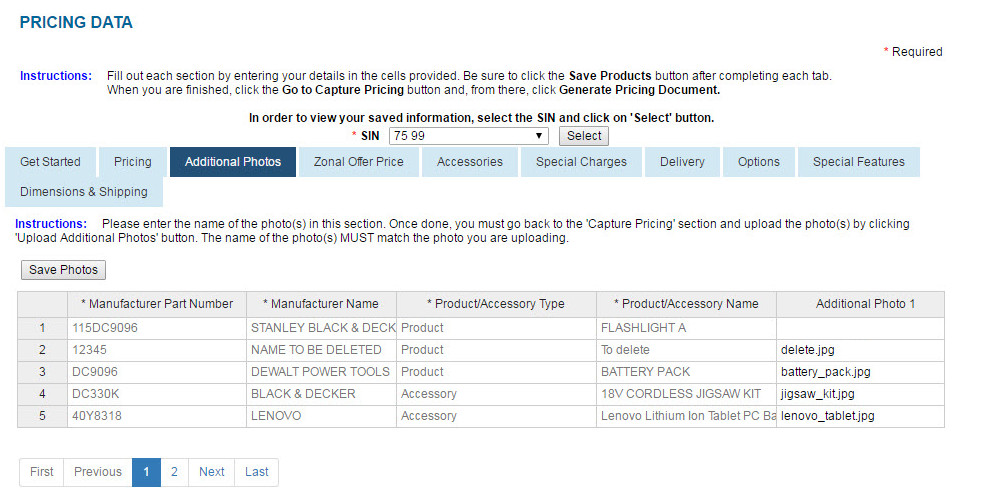 PRICING DATA
* Required
Instructions: Fill out each section by entering your details in the cells provided. Be sure to click the Save Products button after completing each tab.
When you are finished, click the Go to Capture Pricing button and, from there, click Generate Pricing Document.
In order to view your saved information, select the SIN and click on 'Select' button.
* SIN 75 99 Select
Get Started Pricing Additional Photos Zonal Offer Price Accessories Special Charges Delivery Options Special Features
Dimensions & Shipping
Instructions: Please enter the name of the photo(s) in this section. Once done, you must go back to the 'Capture Pricing' section and upload the photo(s) by clicking
'Upload Additional Photos' button. The name of the photo(s) MUST match the photo you are uploading.
Save Photos
* Manufacturer Part Number * Manufacturer Name * Product/Accessory Type * Product/Accessory Name Additional Photo 1
1 115DC9096 STANLEY BLACK & DECK Product FLASHLIGHT A
2 12345 NAME TO BE DELETED Product To delete delete.jpg
3 DC9096 DEWALT POWER TOOLS Product BATTERY PACK battery_pack.jpg
4 DC330K BLACK & DECKER Accessory 18V CORDLESS JIGSAW KIT jigsaw_kit.jpg
5 40Y8318 LENOVO Accessory Lenovo Lithium Ion Tablet PC Ba lenovo_tablet.jpg
First Previous 1 2 Next Last